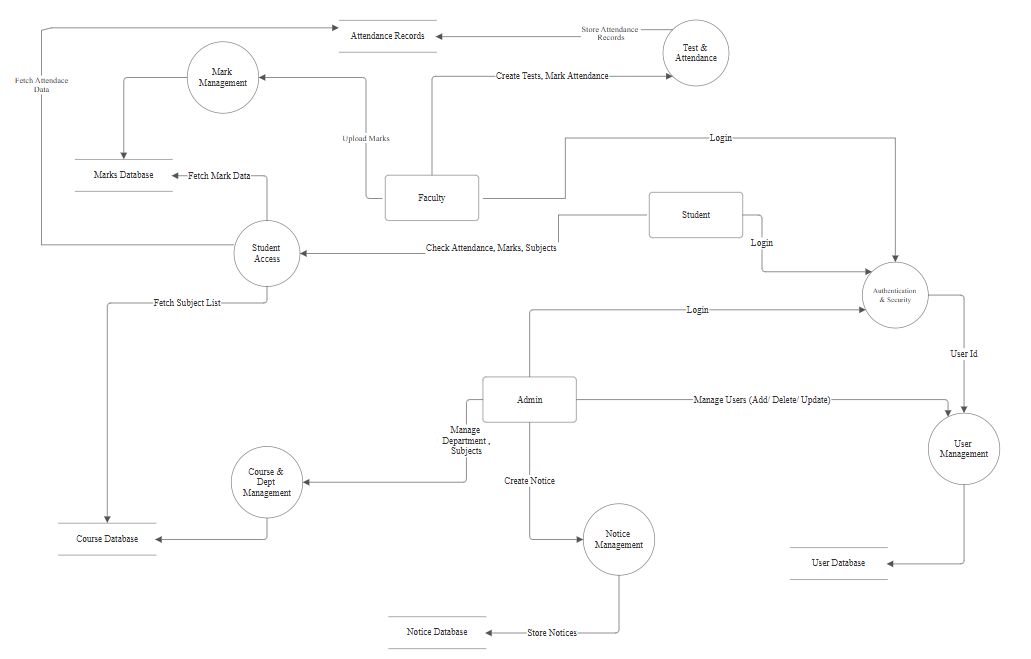 Store Attendance
Records
Attendance Records
Test &
Attendance
Mark
Management
Create Tests, Mark Attendance
Fetch Attendace
Data
Upload Marks
Login
Marks Database
Fetch Mark Data
Faculty
Student
Login
Check Attendance, Marks, Subjects
Student
Access
Authentication
& Security
Fetch Subject List
Login
User Id
Admin
Manage Users (Add/ Delete/ Update)
Manage
Department ,
Subjects
User
Management
Course &
Dept
Management
Create Notice
Course Database
Notice
Management
User Database
Notice Database
Store Notices